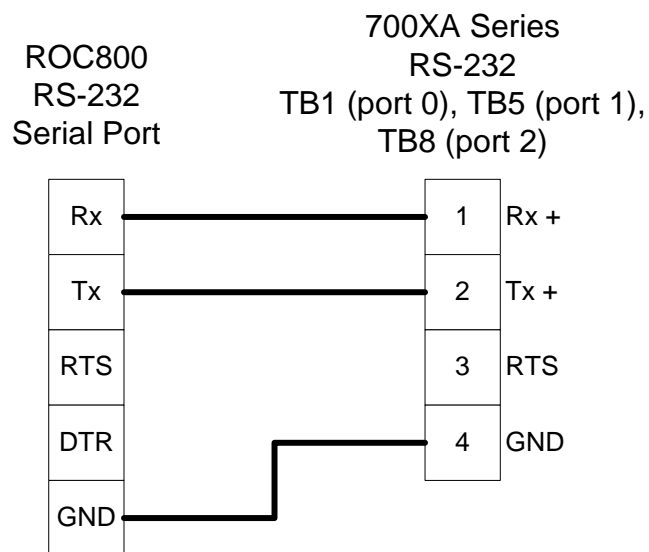 ROC800
RS-232
Serial Port
700XA Series
RS-232
TB1 (port 0), TB5 (port 1),
TB8 (port 2)
Rx
Tx
RTS
DTR
GND
1 Rx +
2 Tx +
3 RTS
4 GND